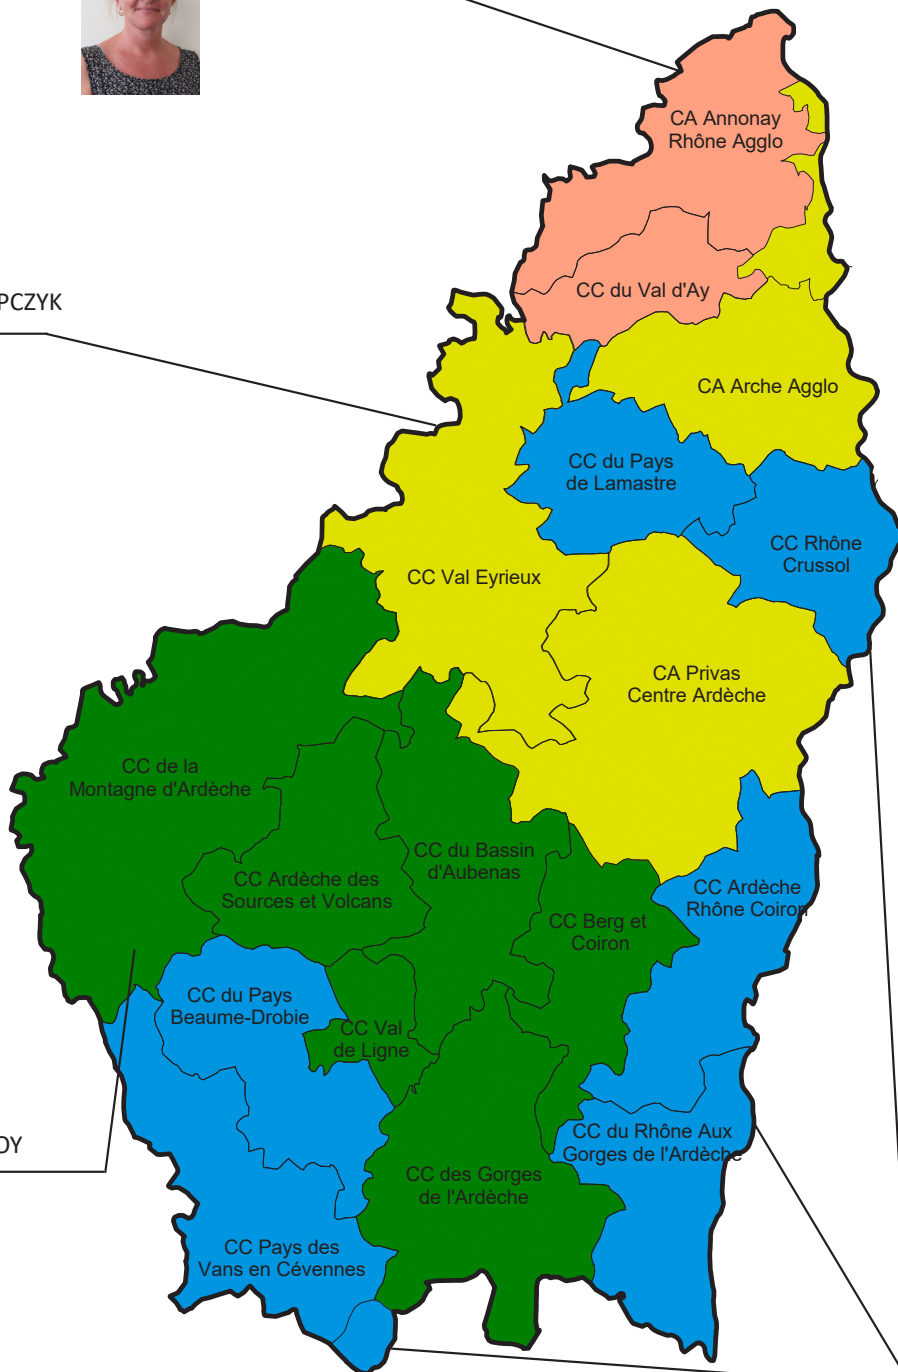 CA Annonay
Rhône Agglo
CC du Val d'Ay
PCZYK
CA Arche Agglo
CC du Pays
de Lamastre
CC Rhône
Crussol
CC Val Eyrieux
CA Privas
Centre Ardèche
CC de la
Montagne d'Ardèche
CC du Bassin
d'Aubenas
CC Ardèche des
Sources et Volcans
CC Ardèche
Rhône Coiron
CC Berg et
Coiron
CC du Pays
Beaume-Drobie
CC Val
de Ligne
OY
CC du Rhône Aux
Gorges de l'Ardèche
CC des Gorges
de l'Ardèche
CC Pays des
Vans en Cévennes